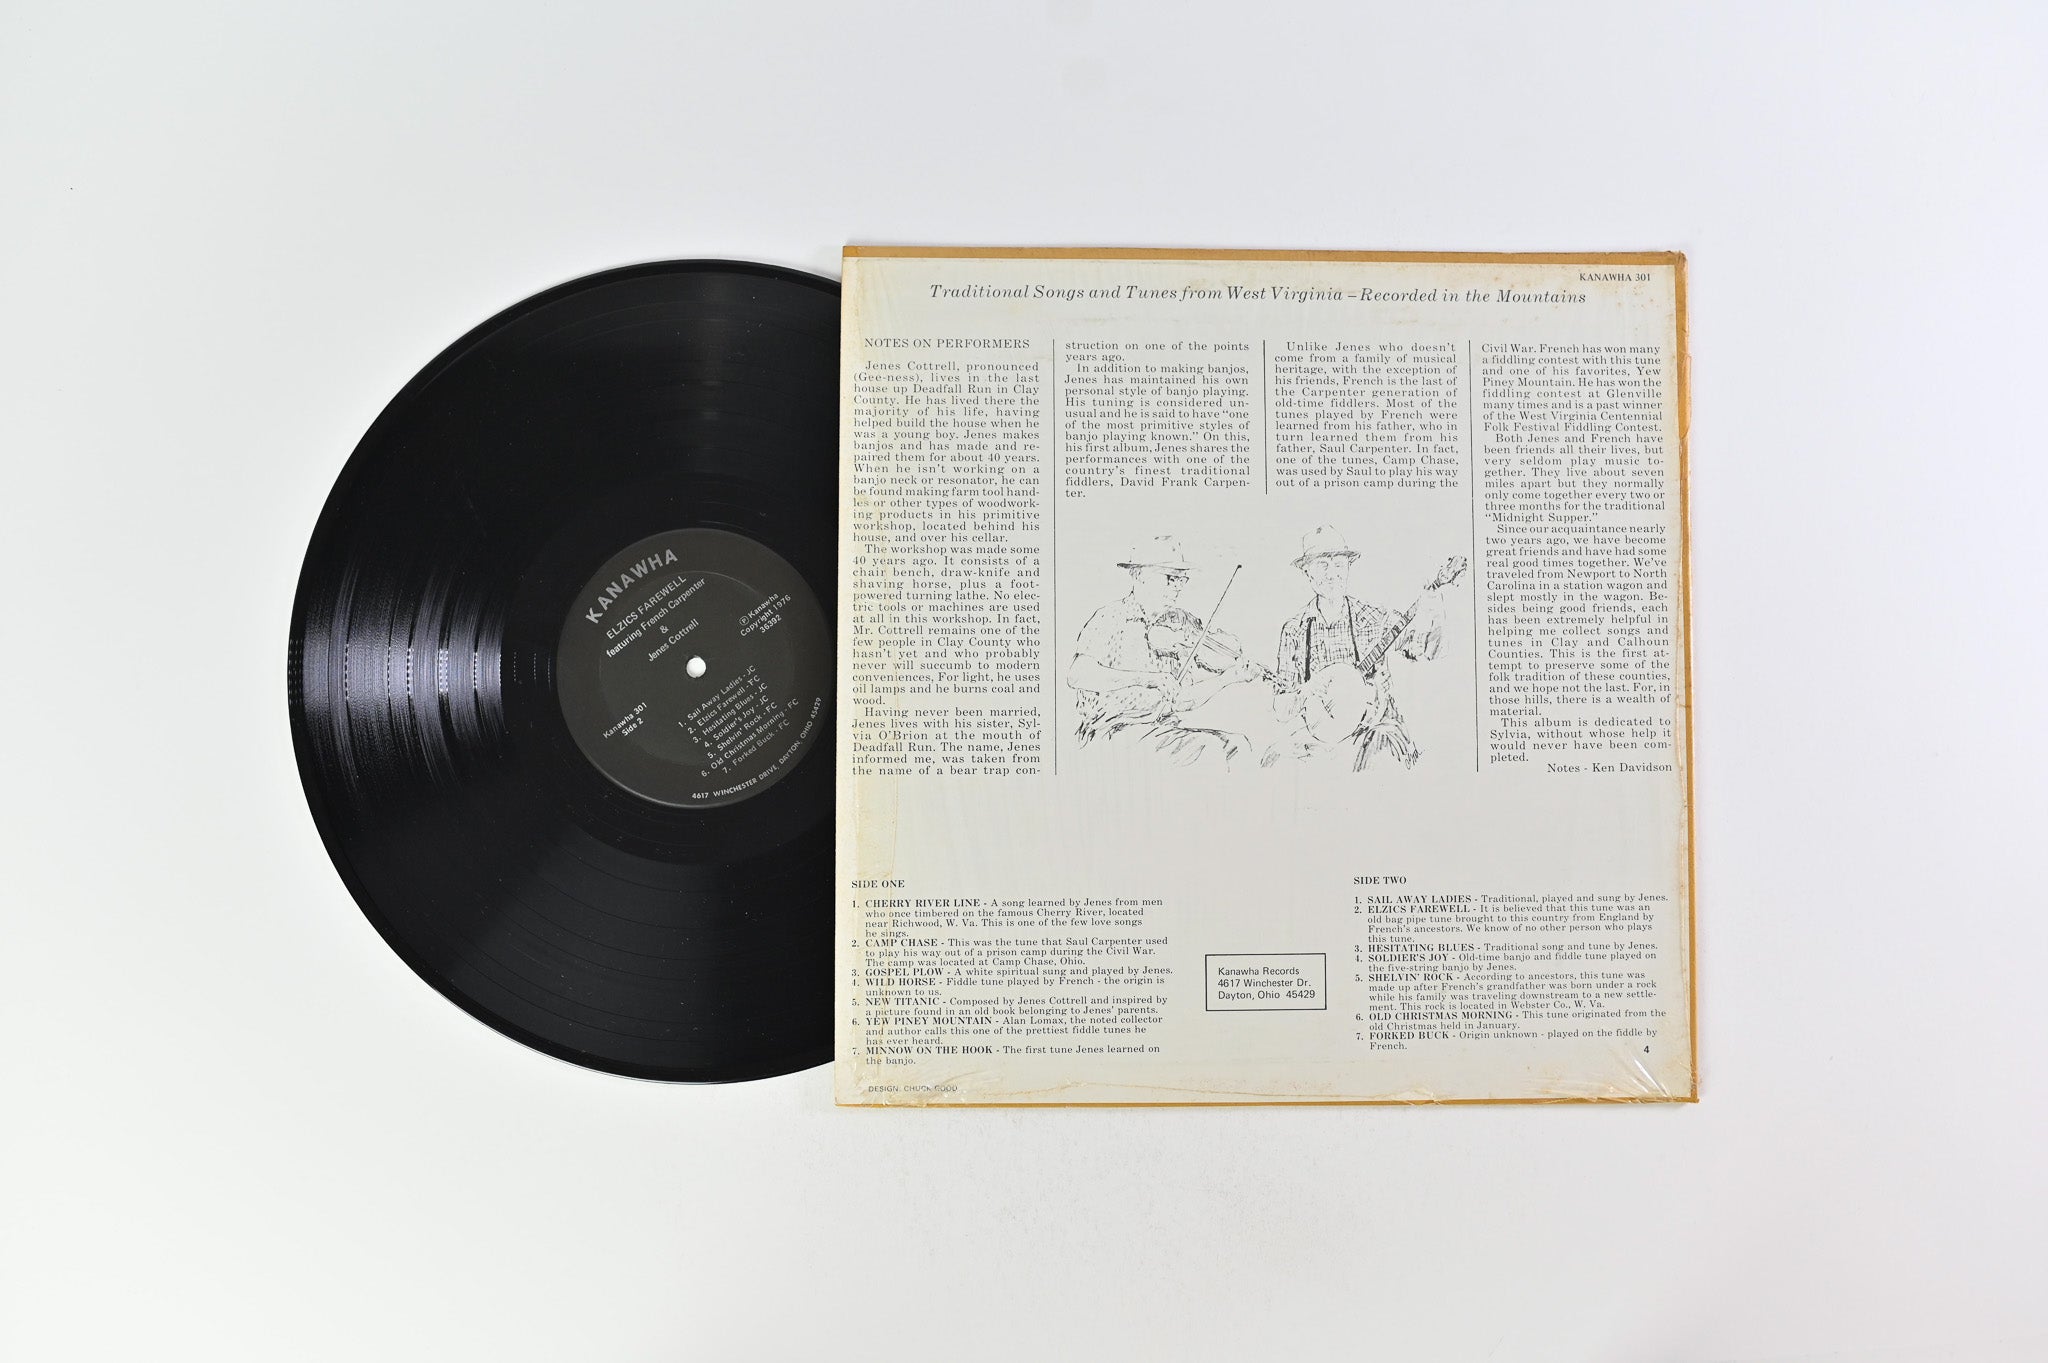 KANAWHA
ELZICS FAREWELL
featuring French Carpenter
&
Jenes Cottrell
℗ Kanawha
Copyright 1976
36392
Kanawha 301
Side 2
1. Sail Away Ladies - JC
2. Elzics Farewell - FC
3. Hesitating Blues - JC
4. Soldier's Joy - JC
5. Shelvin' Rock - FC
6. Old Christmas Morning - FC
7. Forked Buck - FC
4617 WINCHESTER DRIVE, DAYTON, OHIO 45429
KANAWHA 301
Traditional Songs and Tunes from West Virginia – Recorded in the Mountains
NOTES ON PERFORMERS
Jenes Cottrell, pronounced
(Gee-ness), lives in the last
house up Deadfall Run in Clay
County. He has lived there the
majority of his life, having
helped build the house when he
was a young boy. Jenes makes
banjos and has made and re-
paired them for about 40 years.
When he isn't working on a
banjo neck or resonator, he can
be found making farm tool hand-
les or other types of woodwork-
ing products in his primitive
workshop, located behind his
house, and over his cellar.
The workshop was made some
40 years ago. It consists of a
chair bench, draw-knife and
shaving horse, plus a foot-
powered turning lathe. No elec-
tric tools or machines are used
at all in this workshop. In fact,
Mr. Cottrell remains one of the
few people in Clay County who
hasn't yet and who probably
never will succumb to modern
conveniences, For light, he uses
oil lamps and he burns coal and
wood.
Having never been married,
Jenes lives with his sister, Syl-
via O'Brion at the mouth of
Deadfall Run. The name, Jenes
informed me, was taken from
the name of a bear trap con-
struction on one of the points
years ago.
In addition to making banjos,
Jenes has maintained his own
personal style of banjo playing.
His tuning is considered un-
usual and he is said to have “one
of the most primitive styles of
banjo playing known.” On this,
his first album, Jenes shares the
performances with one of the
country's finest traditional
fiddlers, David Frank Carpen-
ter.
Unlike Jenes who doesn't
come from a family of musical
heritage, with the exception of
his friends, French is the last of
the Carpenter generation of
old-time fiddlers. Most of the
tunes played by French were
learned from his father, who in
turn learned them from his
father, Saul Carpenter. In fact,
one of the tunes, Camp Chase,
was used by Saul to play his way
out of a prison camp during the
Civil War. French has won many
a fiddling contest with this tune
and one of his favorites, Yew
Piney Mountain. He has won the
fiddling contest at Glenville
many times and is a past winner
of the West Virginia Centennial
Folk Festival Fiddling Contest.
Both Jenes and French have
been friends all their lives, but
very seldom play music to-
gether. They live about seven
miles apart but they normally
only come together every two or
three months for the traditional
“Midnight Supper.”
Since our acquaintance nearly
two years ago, we have become
great friends and have had some
real good times together. We've
traveled from Newport to North
Carolina in a station wagon and
slept mostly in the wagon. Be-
sides being good friends, each
has been extremely helpful in
helping me collect songs and
tunes in Clay and Calhoun
Counties. This is the first at-
tempt to preserve some of the
folk tradition of these counties,
and we hope not the last. For, in
those hills, there is a wealth of
material.
This album is dedicated to
Sylvia, without whose help it
would never have been com-
pleted.
Notes - Ken Davidson
SIDE ONE
1. CHERRY RIVER LINE - A song learned by Jenes from men
who once timbered on the famous Cherry River, located
near Richwood, W. Va. This is one of the few love songs
he sings.
2. CAMP CHASE - This was the tune that Saul Carpenter used
to play his way out of a prison camp during the Civil War.
The camp was located at Camp Chase, Ohio.
3. GOSPEL PLOW - A white spiritual sung and played by Jenes.
4. WILD HORSE - Fiddle tune played by French - the origin is
unknown to us.
5. NEW TITANIC - Composed by Jenes Cottrell and inspired by
a picture found in an old book belonging to Jenes' parents.
6. YEW PINEY MOUNTAIN - Alan Lomax, the noted collector
and author calls this one of the prettiest fiddle tunes he
has ever heard.
7. MINNOW ON THE HOOK - The first tune Jenes learned on
the banjo.
DESIGN: CHUCK GOOD
Kanawha Records
4617 Winchester Dr.
Dayton, Ohio 45429
SIDE TWO
1. SAIL AWAY LADIES - Traditional, played and sung by Jenes.
2. ELZICS FAREWELL - It is believed that this tune was an
old bag pipe tune brought to this country from England by
French's ancestors. We know of no other person who plays
this tune.
3. HESITATING BLUES - Traditional song and tune by Jenes.
4. SOLDIER'S JOY - Old-time banjo and fiddle tune played on
the five-string banjo by Jenes.
5. SHELVIN' ROCK - According to ancestors, this tune was
made up after French's grandfather was born under a rock
while his family was traveling downstream to a new settle-
ment. This rock is located in Webster Co., W. Va.
6. OLD CHRISTMAS MORNING - This tune originated from the
old Christmas held in January.
7. FORKED BUCK - Origin unknown - played on the fiddle by
French.
4